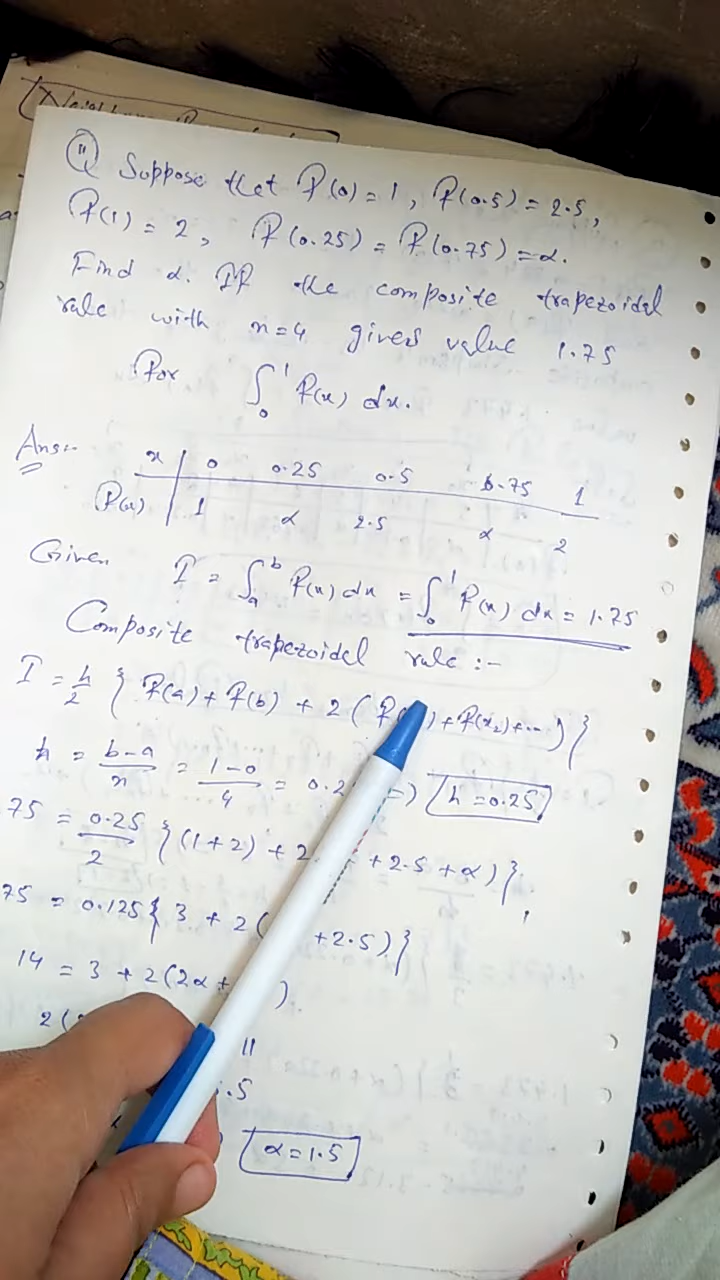 Q Suppose that f(0) = 1, f(0.5) = 2.5,
f(1) = 2, f(0.25) = f(0.75) = α.
Find α. If the composite trapezoidal
rule with n=4 gives value 1.75
for ∫₀¹ f(x) dx.
Ans:-
x | 0 0.25 0.5 0.75 1
f(x) | 1 α 2.5 α 2
Given I = ∫ₐᵇ f(x) dx = ∫₀¹ f(x) dx = 1.75
Composite trapezoidal rule :-
I = h/2 { f(a) + f(b) + 2 ( f( ) + f(x₂) + ... ) }
h = b-a/n = 1-0/4 = 0.2 => h = 0.25
75 = 0.25/2 { (1+2) + 2 + 2.5 + α ) },
75 = 0.125 { 3 + 2 ( + 2.5 ) }
14 = 3 + 2 (2α + ).
2 ( 11
.5
α = 1.5